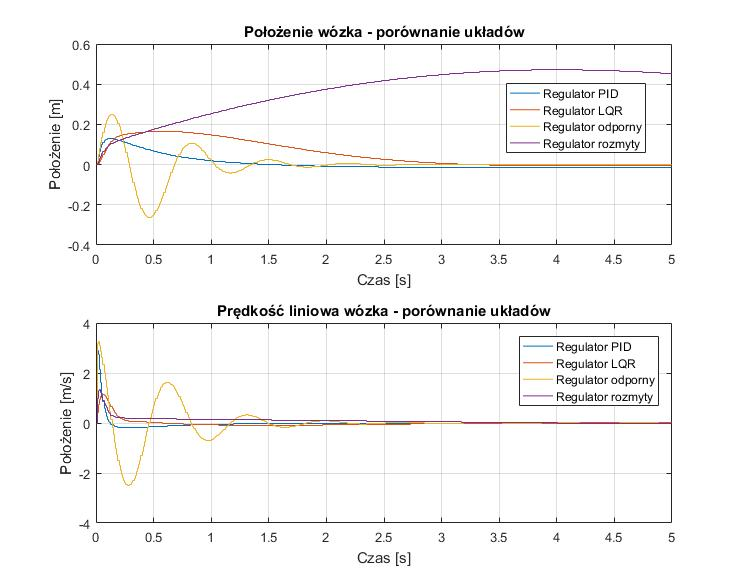 Położenie wózka - porównanie układów
0.6
0.4
0.2
0
-0.2
-0.4
Położenie [m]
Regulator PID
Regulator LQR
Regulator odporny
Regulator rozmyty
0 0.5 1 1.5 2 2.5 3 3.5 4 4.5 5
Czas [s]
Prędkość liniowa wózka - porównanie układów
4
2
0
-2
-4
Położenie [m/s]
Regulator PID
Regulator LQR
Regulator odporny
Regulator rozmyty
0 0.5 1 1.5 2 2.5 3 3.5 4 4.5 5
Czas [s]